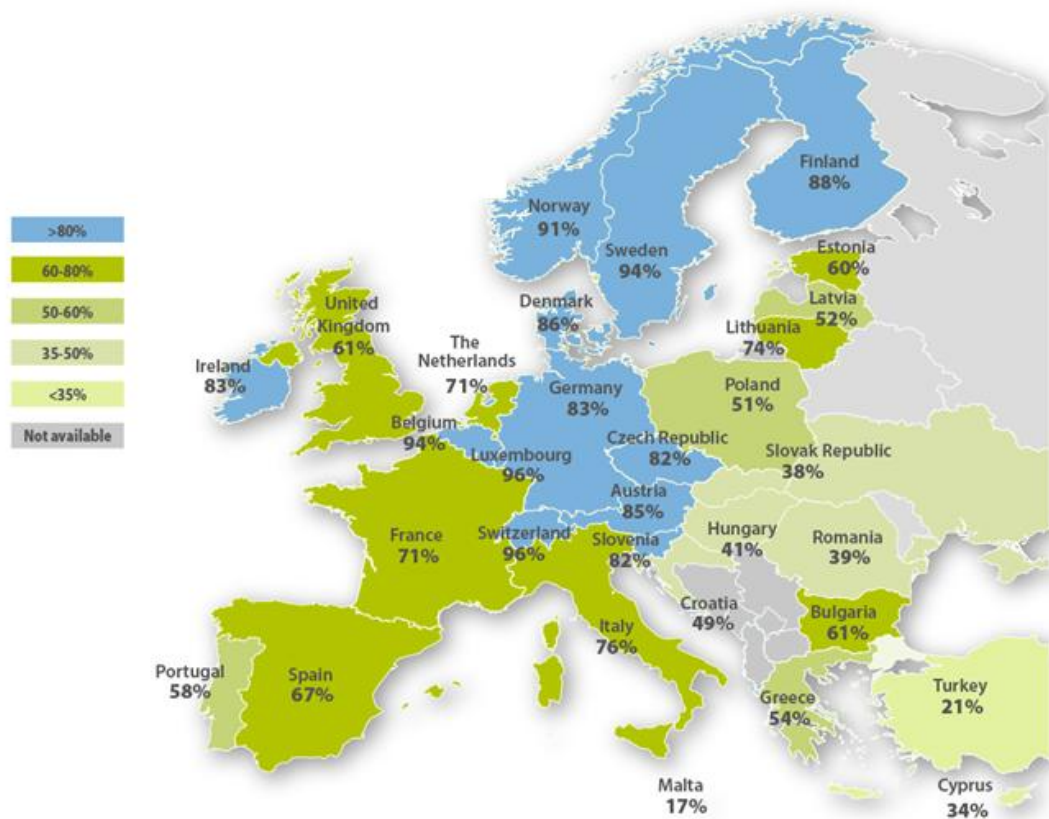 Finland
88%
Norway
91%
Sweden
94%
>80%
60-80%
50-60%
35-50%
<35%
Not available
Estonia
60%
Latvia
52%
Lithuania
74%
Denmark
86%
United
Kingdom
61%
The
Netherlands
71%
Ireland
83%
Germany
83%
Poland
51%
Belgium
94%
Czech Republic
82%
Slovak Republic
38%
Luxembourg
96%
Austria
85%
France
71%
Switzerland
96%
Slovenia
82%
Hungary
41%
Romania
39%
Croatia
49%
Bulgaria
61%
Italy
76%
Portugal
58%
Spain
67%
Greece
54%
Turkey
21%
Malta
17%
Cyprus
34%